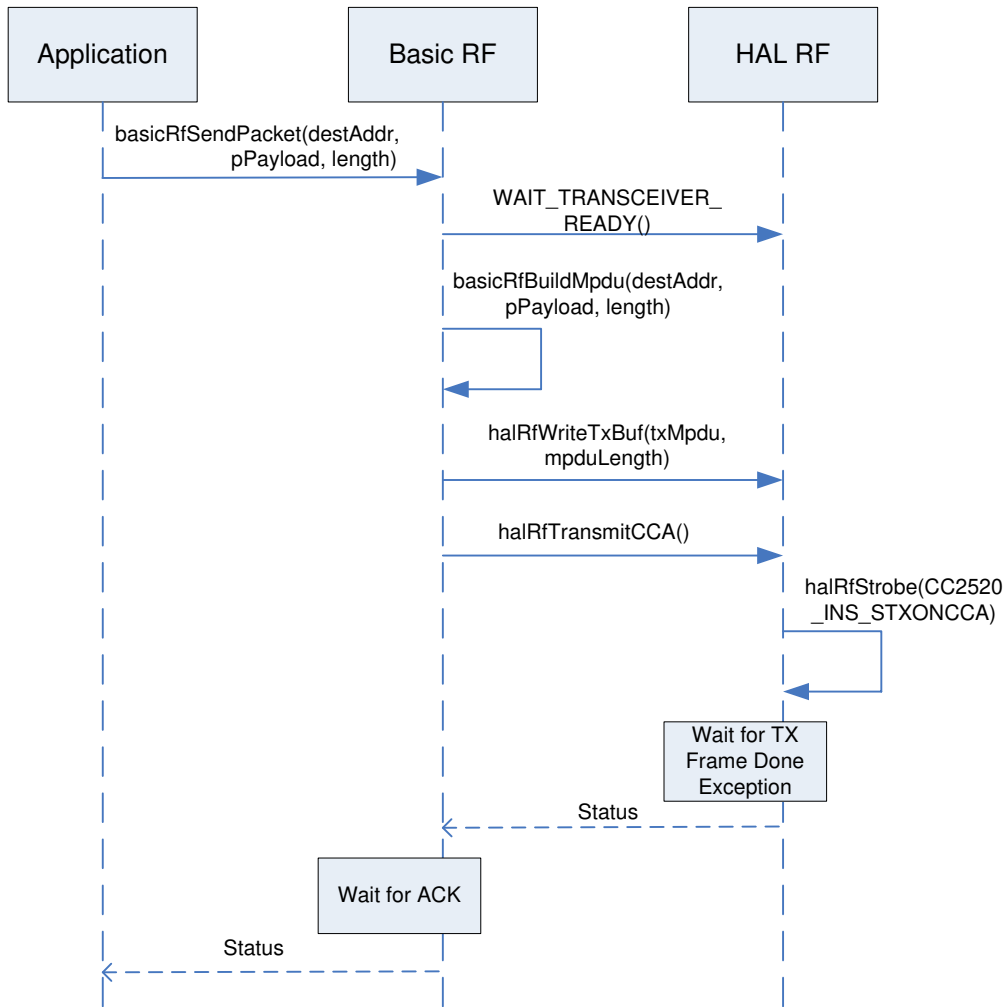 Application
Basic RF
HAL RF
basicRfSendPacket(destAddr,
pPayload, length)
WAIT_TRANSCEIVER_
READY()
basicRfBuildMpdu(destAddr,
pPayload, length)
halRfWriteTxBuf(txMpdu,
mpduLength)
halRfTransmitCCA()
halRfStrobe(CC2520
_INS_STXONCCA)
Wait for TX
Frame Done
Exception
Status
Wait for ACK
Status